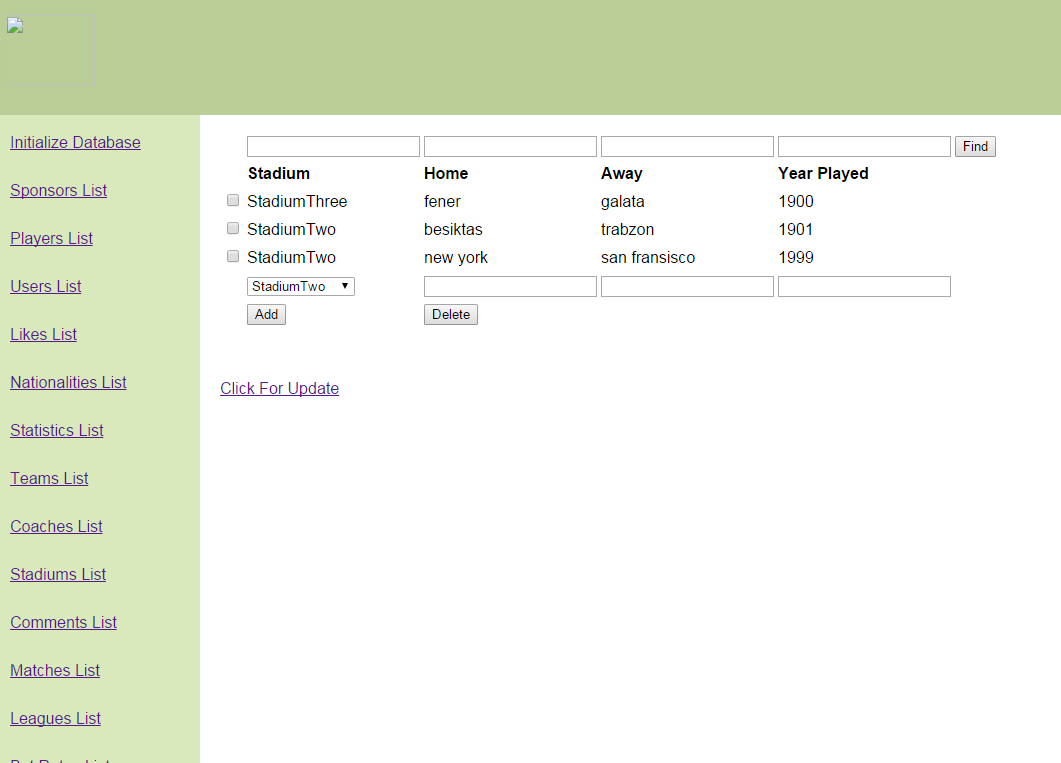 Initialize Database
Sponsors List
Players List
Users List
Likes List
Nationalities List
Statistics List
Teams List
Coaches List
Stadiums List
Comments List
Matches List
Leagues List
Find
Stadium Home Away Year Played
StadiumThree fener galata 1900
StadiumTwo besiktas trabzon 1901
StadiumTwo new york san fransisco 1999
StadiumTwo
Add Delete
Click For Update